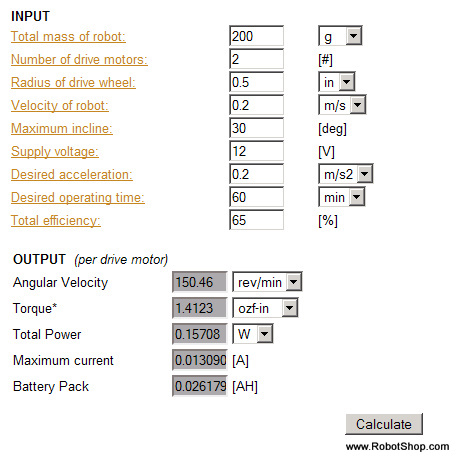 INPUT
Total mass of robot: 200 g
Number of drive motors: 2 [#]
Radius of drive wheel: 0.5 in
Velocity of robot: 0.2 m/s
Maximum incline: 30 [deg]
Supply voltage: 12 [V]
Desired acceleration: 0.2 m/s2
Desired operating time: 60 min
Total efficiency: 65 [%]
OUTPUT (per drive motor)
Angular Velocity 150.46 rev/min
Torque* 1.4123 ozf-in
Total Power 0.15708 W
Maximum current 0.013090 [A]
Battery Pack 0.026179 [AH]
Calculate
www.RobotShop.com